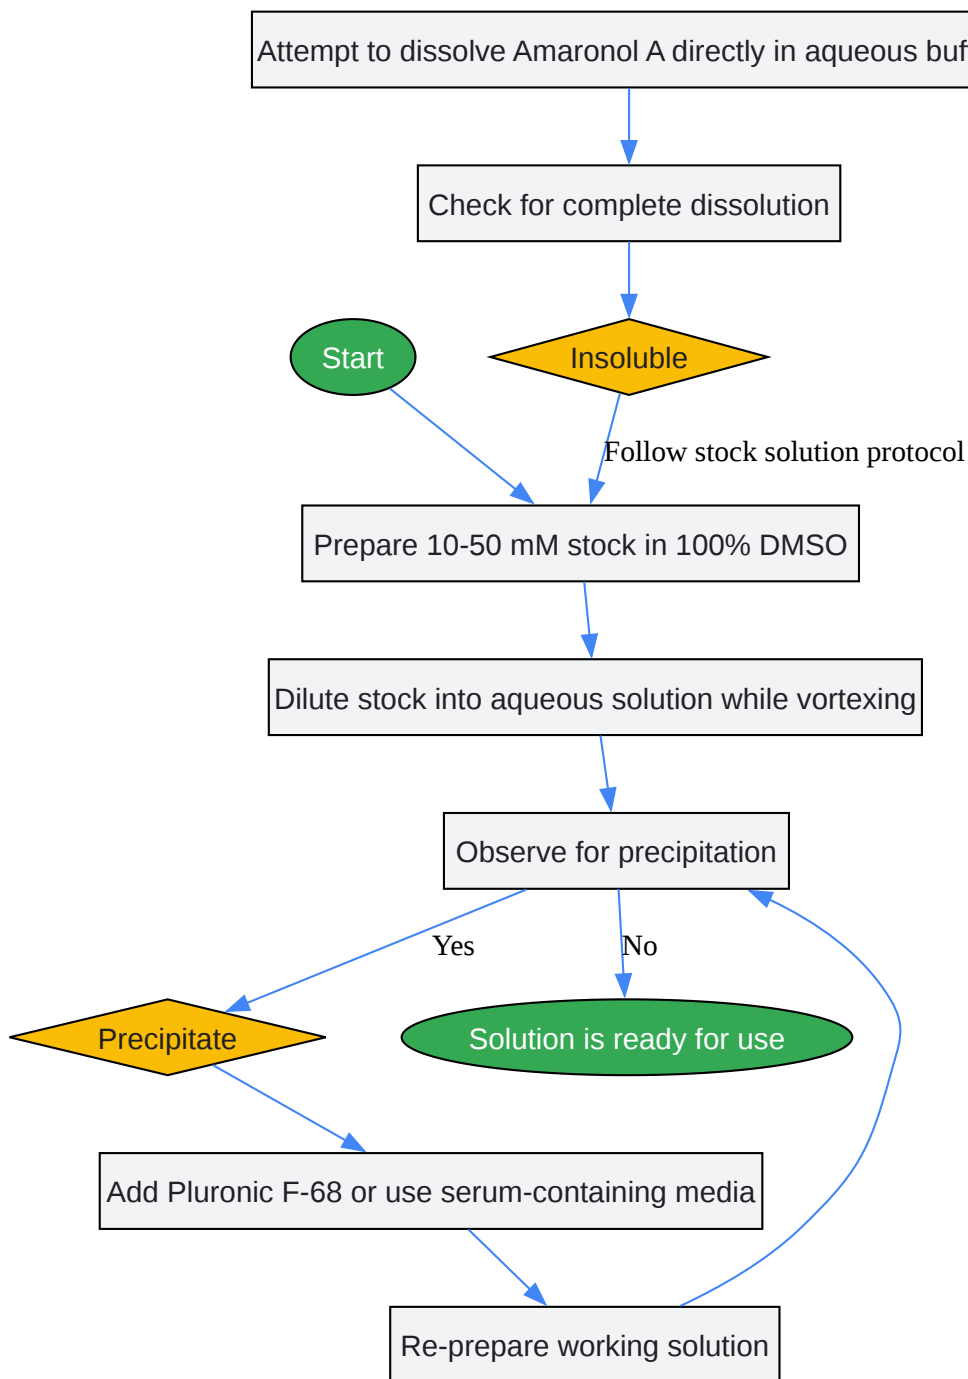 Attempt to dissolve Amaronol A directly in aqueous buf
Check for complete dissolution
Start
Insoluble
Follow stock solution protocol
Prepare 10-50 mM stock in 100% DMSO
Dilute stock into aqueous solution while vortexing
Observe for precipitation
Yes
No
Precipitate
Solution is ready for use
Add Pluronic F-68 or use serum-containing media
Re-prepare working solution